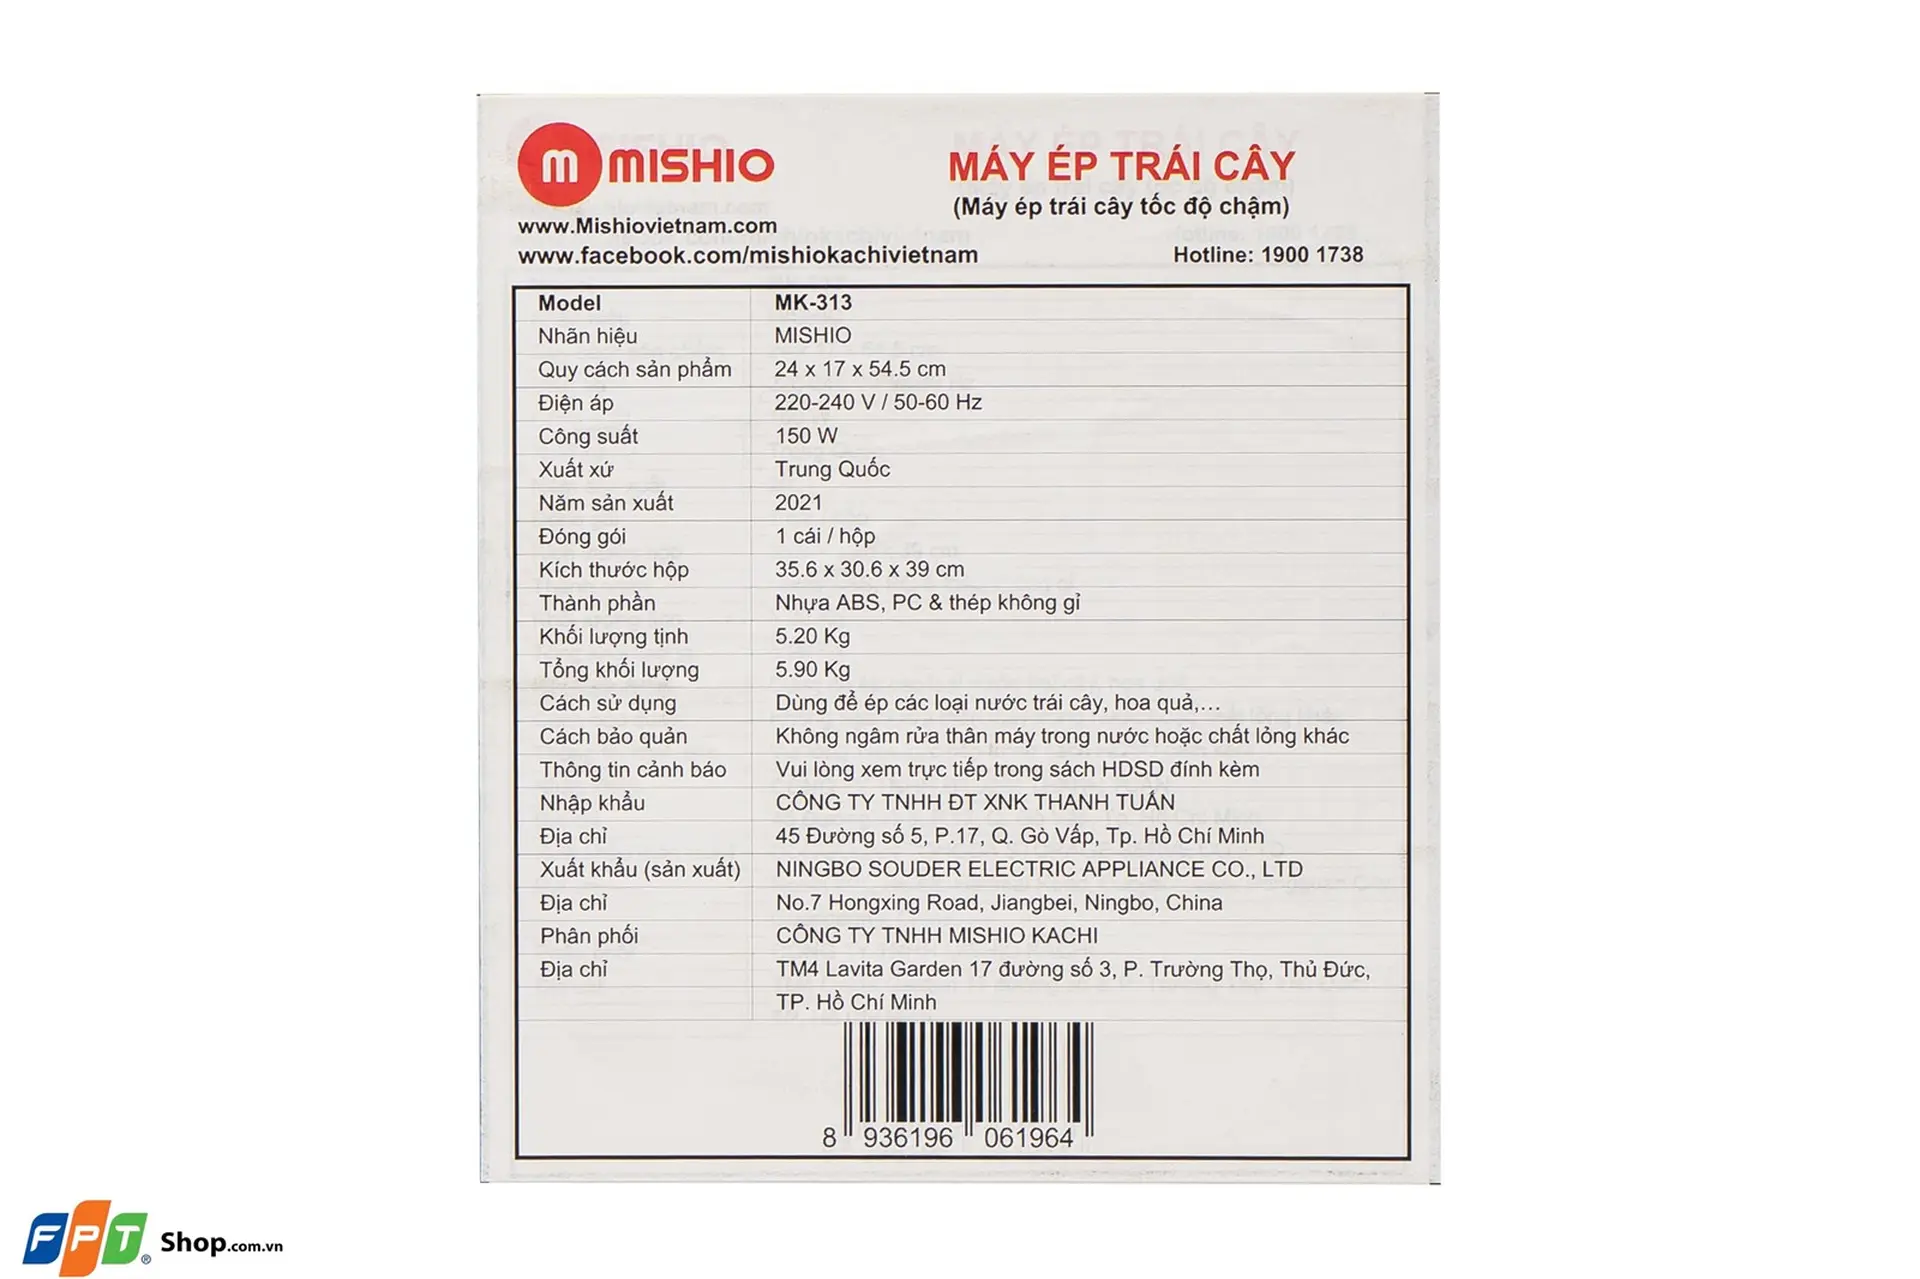 m MISHIO
MÁY ÉP TRÁI CÂY
(Máy ép trái cây tốc độ chậm)
www.Mishiovietnam.com
www.facebook.com/mishiokachivietnam
Hotline: 1900 1738
Model MK-313
Nhãn hiệu MISHIO
Quy cách sản phẩm 24 x 17 x 54.5 cm
Điện áp 220-240 V / 50-60 Hz
Công suất 150 W
Xuất xứ Trung Quốc
Năm sản xuất 2021
Đóng gói 1 cái / hộp
Kích thước hộp 35.6 x 30.6 x 39 cm
Thành phần Nhựa ABS, PC & thép không gỉ
Khối lượng tịnh 5.20 Kg
Tổng khối lượng 5.90 Kg
Cách sử dụng Dùng để ép các loại nước trái cây, hoa quả,...
Cách bảo quản Không ngâm rửa thân máy trong nước hoặc chất lỏng khác
Thông tin cảnh báo Vui lòng xem trực tiếp trong sách HDSD đính kèm
Nhập khẩu CÔNG TY TNHH ĐT XNK THANH TUẤN
Địa chỉ 45 Đường số 5, P.17, Q. Gò Vấp, Tp. Hồ Chí Minh
Xuất khẩu (sản xuất) NINGBO SOUDER ELECTRIC APPLIANCE CO., LTD
Địa chỉ No.7 Hongxing Road, Jiangbei, Ningbo, China
Phân phối CÔNG TY TNHH MISHIO KACHI
Địa chỉ TM4 Lavita Garden 17 đường số 3, P. Trường Thọ, Thủ Đức,
TP. Hồ Chí Minh
8 936196 061964
FPT® Shop.com.vn